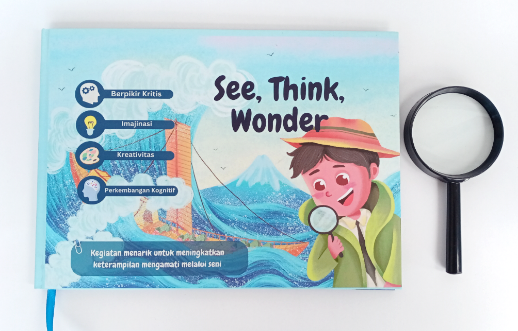 See, Think,
Wonder
Berpikir Kritis
Imajinasi
Kreativitas
Perkembangan Kognitif
Kegiatan menarik untuk meningkatkan
keterampilan mengamati melalui seni